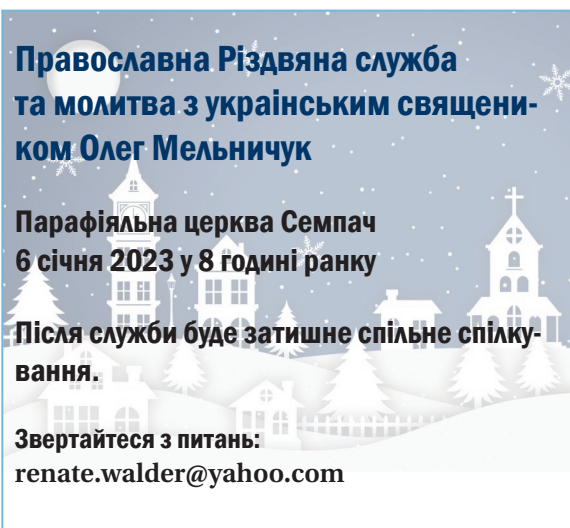 Православна Різдвяна служба
та молитва з украінським священи-
ком Олег Мельничук
Парафіяльна церква Семпач
6 січня 2023 у 8 годині ранку
Після служби буде затишне спільне спілку-
вання.
Звертайтеся з питань:
renate.walder@yahoo.com